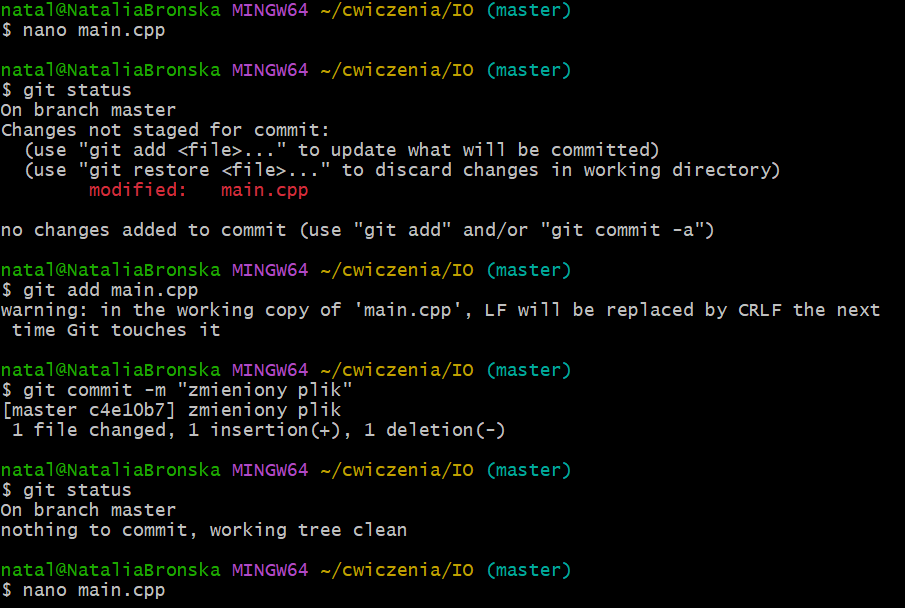 natal@NataliaBronska MINGW64 ~/cwiczenia/IO (master)
$ nano main.cpp

natal@NataliaBronska MINGW64 ~/cwiczenia/IO (master)
$ git status
On branch master
Changes not staged for commit:
  (use "git add <file>..." to update what will be committed)
  (use "git restore <file>..." to discard changes in working directory)
        modified:   main.cpp

no changes added to commit (use "git add" and/or "git commit -a")

natal@NataliaBronska MINGW64 ~/cwiczenia/IO (master)
$ git add main.cpp
warning: in the working copy of 'main.cpp', LF will be replaced by CRLF the next
 time Git touches it

natal@NataliaBronska MINGW64 ~/cwiczenia/IO (master)
$ git commit -m "zmieniony plik"
[master c4e10b7] zmieniony plik
 1 file changed, 1 insertion(+), 1 deletion(-)

natal@NataliaBronska MINGW64 ~/cwiczenia/IO (master)
$ git status
On branch master
nothing to commit, working tree clean

natal@NataliaBronska MINGW64 ~/cwiczenia/IO (master)
$ nano main.cpp